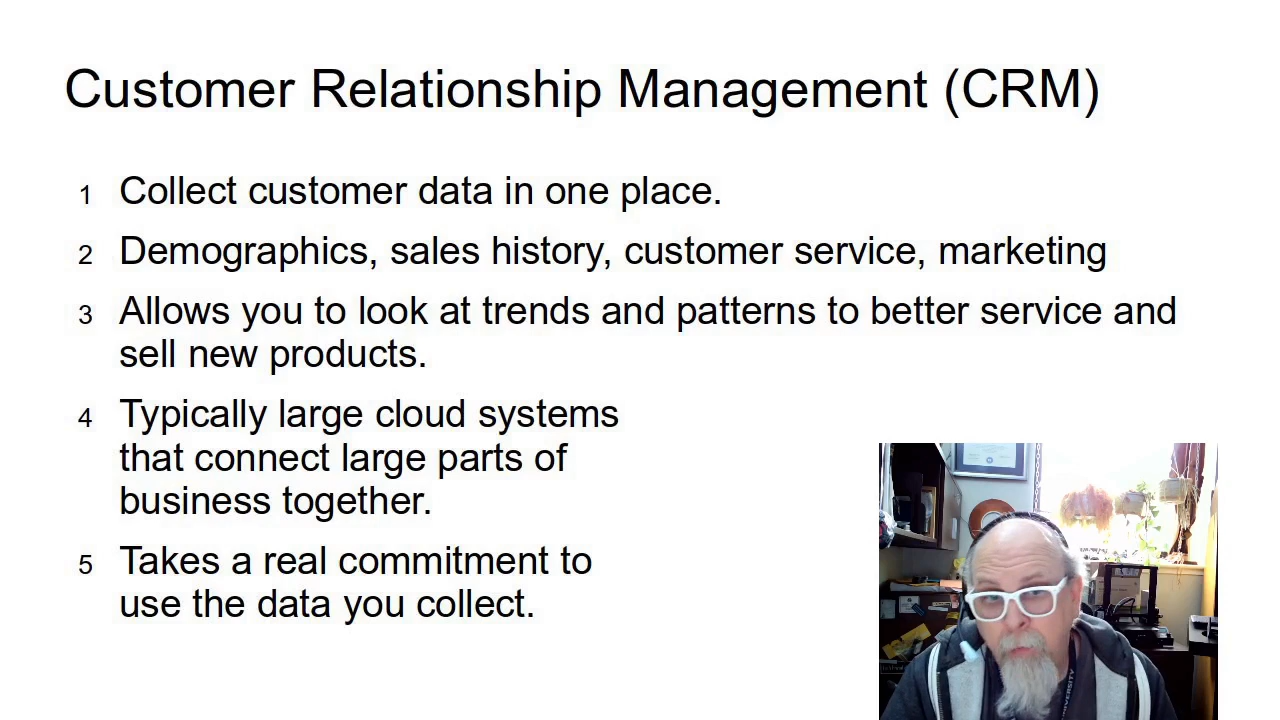 Customer Relationship Management (CRM)
1 Collect customer data in one place.
2 Demographics, sales history, customer service, marketing
3 Allows you to look at trends and patterns to better service and
sell new products.
4 Typically large cloud systems
that connect large parts of
business together.
5 Takes a real commitment to
use the data you collect.